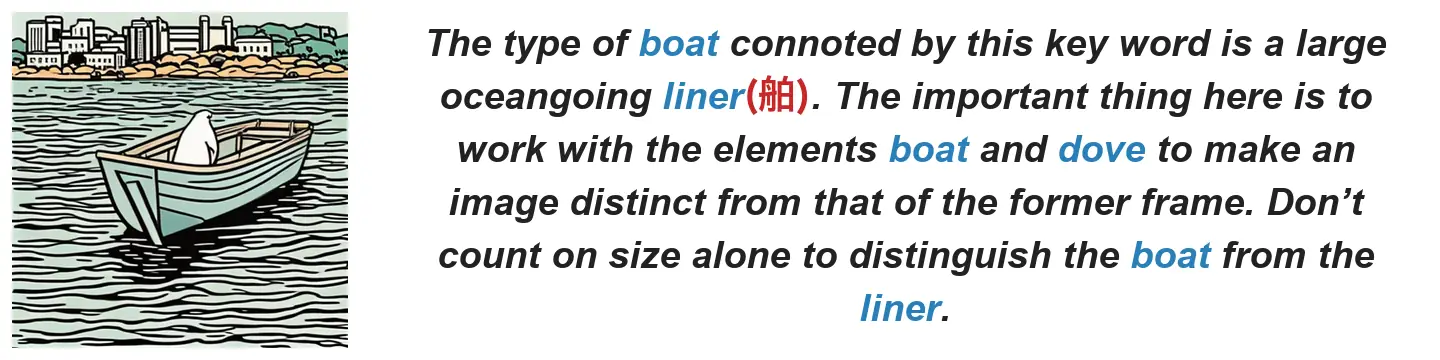 The type of boat connoted by this key word is a large
oceangoing liner(舶). The important thing here is to
work with the elements boat and dove to make an
image distinct from that of the former frame. Don’t
count on size alone to distinguish the boat from the
liner.